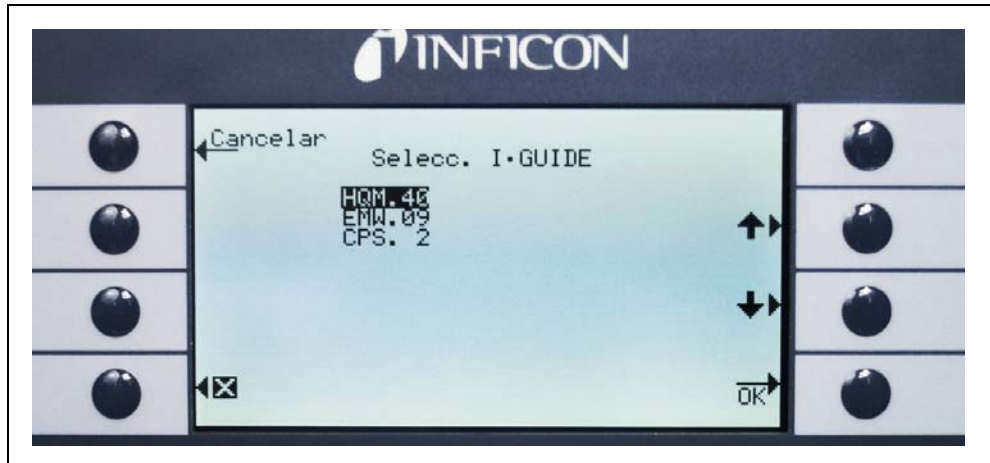 INFICON
Cancelar
Selecc. I·GUIDE
HQM.40
EMW.09
CPS. 2
OK